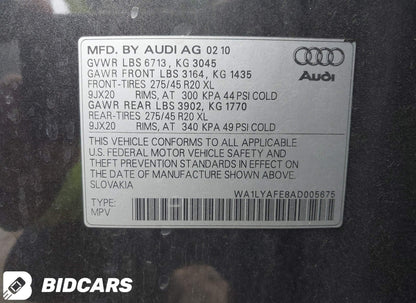 MFD. BY AUDI AG 02 10
GVWR LBS 6713, KG 3045
GAWR FRONT LBS 3164, KG 1435
FRONT-TIRES 275/45 R20 XL
9JX20 RIMS, AT 300 KPA 44 PSI COLD
GAWR REAR LBS 3902, KG 1770
REAR-TIRES 275/45 R20 XL
9JX20 RIMS, AT 340 KPA 49 PSI COLD
Audi
THIS VEHICLE CONFORMS TO ALL APPLICABLE
U.S. FEDERAL MOTOR VEHICLE SAFETY AND
THEFT PREVENTION STANDARDS IN EFFECT ON
THE DATE OF MANUFACTURE SHOWN ABOVE.
SLOVAKIA
WA1LYAFE8AD005675
TYPE:
MPV
BIDCARS